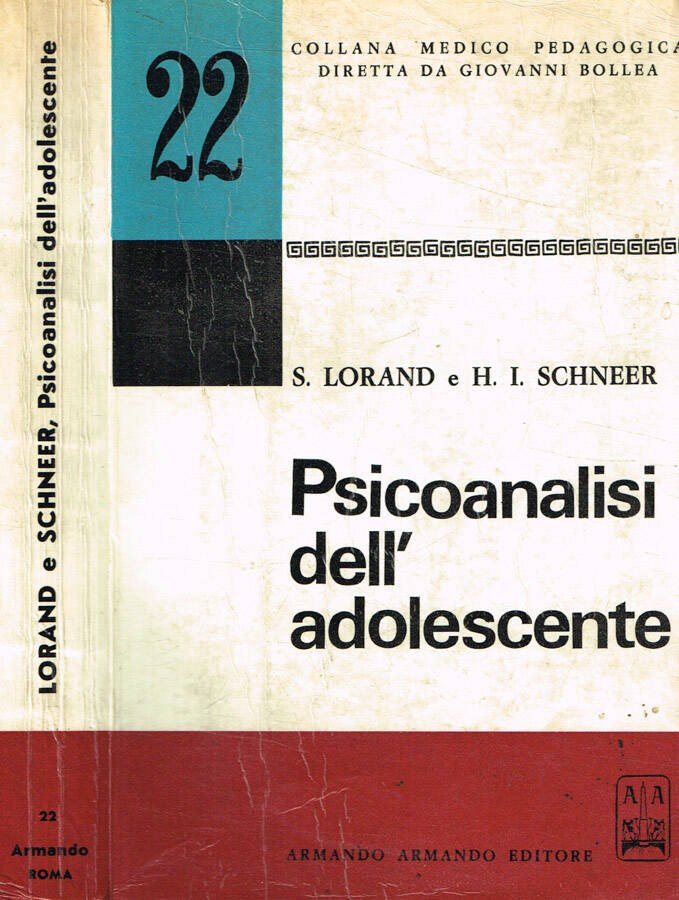 LORAND e SCHNEER, Psicoanalisi dell'adolescente
22
Armando
ROMA
22
COLLANA MEDICO PEDAGOGICA
DIRETTA DA GIOVANNI BOLLEA
S. LORAND e H. I. SCHNEER
Psicoanalisi
dell'
adolescente
A A
ARMANDO ARMANDO EDITORE